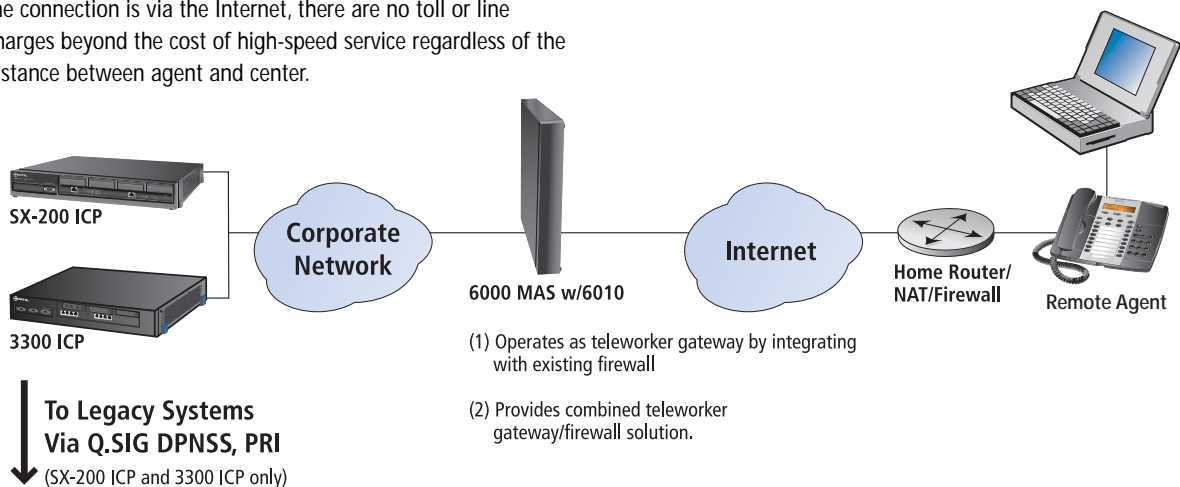 connection is via the Internet, there are no toll or line
charges beyond the cost of high-speed service regardless of the
distance between agent and center.
SX-200 ICP
3300 ICP
Corporate
Network
6000 MAS w/6010
Internet
Home Router/
NAT/Firewall
Remote Agent
(1) Operates as teleworker gateway by integrating
with existing firewall
(2) Provides combined teleworker
gateway/firewall solution.
To Legacy Systems
Via Q.SIG DPNSS, PRI
(SX-200 ICP and 3300 ICP only)